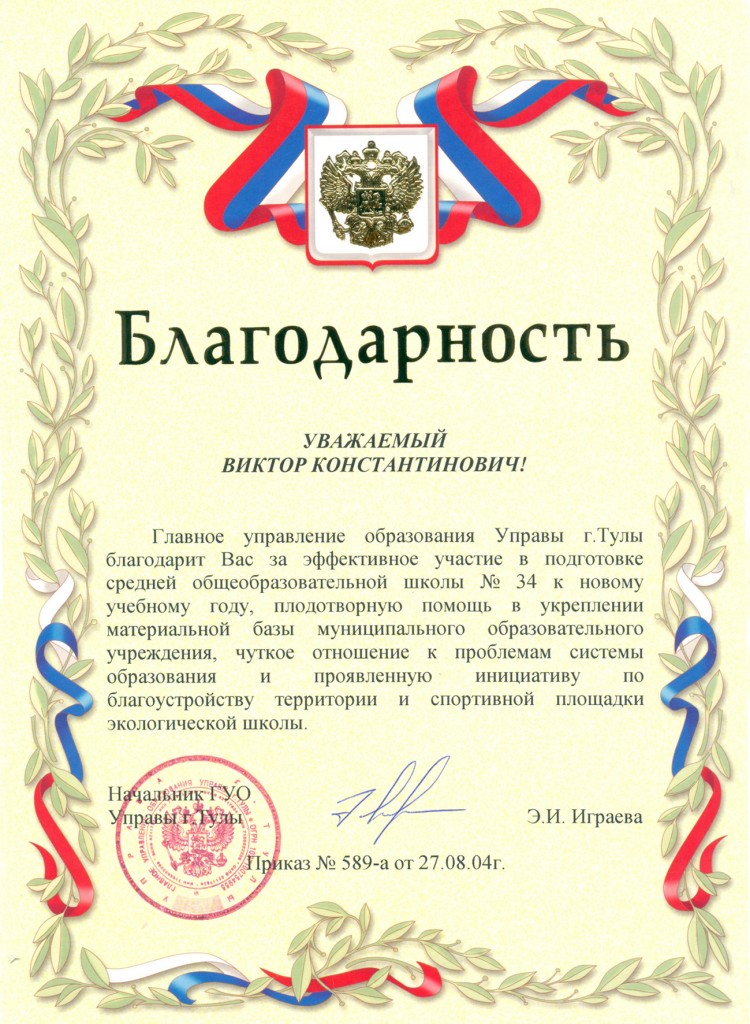 Благодарность
УВАЖАЕМЫЙ
ВИКТОР КОНСТАНТИНОВИЧ!
Главное управление образования Управы г.Тулы
благодарит Вас за эффективное участие в подготовке
средней общеобразовательной школы № 34 к новому
учебному году, плодотворную помощь в укреплении
материальной базы муниципального образовательного
учреждения, чуткое отношение к проблемам системы
образования и проявленную инициативу по
благоустройству территории и спортивной площадки
экологической школы.
Начальник ГУО
Управы г.Тулы
Э.И. Играева
Приказ № 589-а от 27.08.04г.